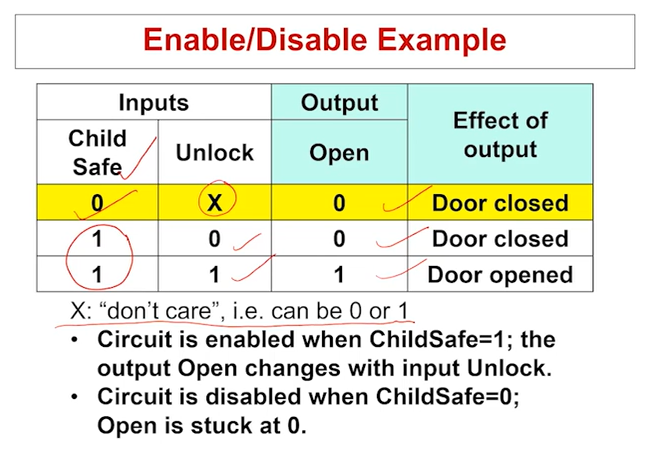 Enable/Disable Example
Inputs Output Effect of output
Child Safe Unlock Open
0 X 0 Door closed
1 0 0 Door closed
1 1 1 Door opened
X: “don’t care”, i.e. can be 0 or 1
• Circuit is enabled when ChildSafe=1; the
output Open changes with input Unlock.
• Circuit is disabled when ChildSafe=0;
Open is stuck at 0.